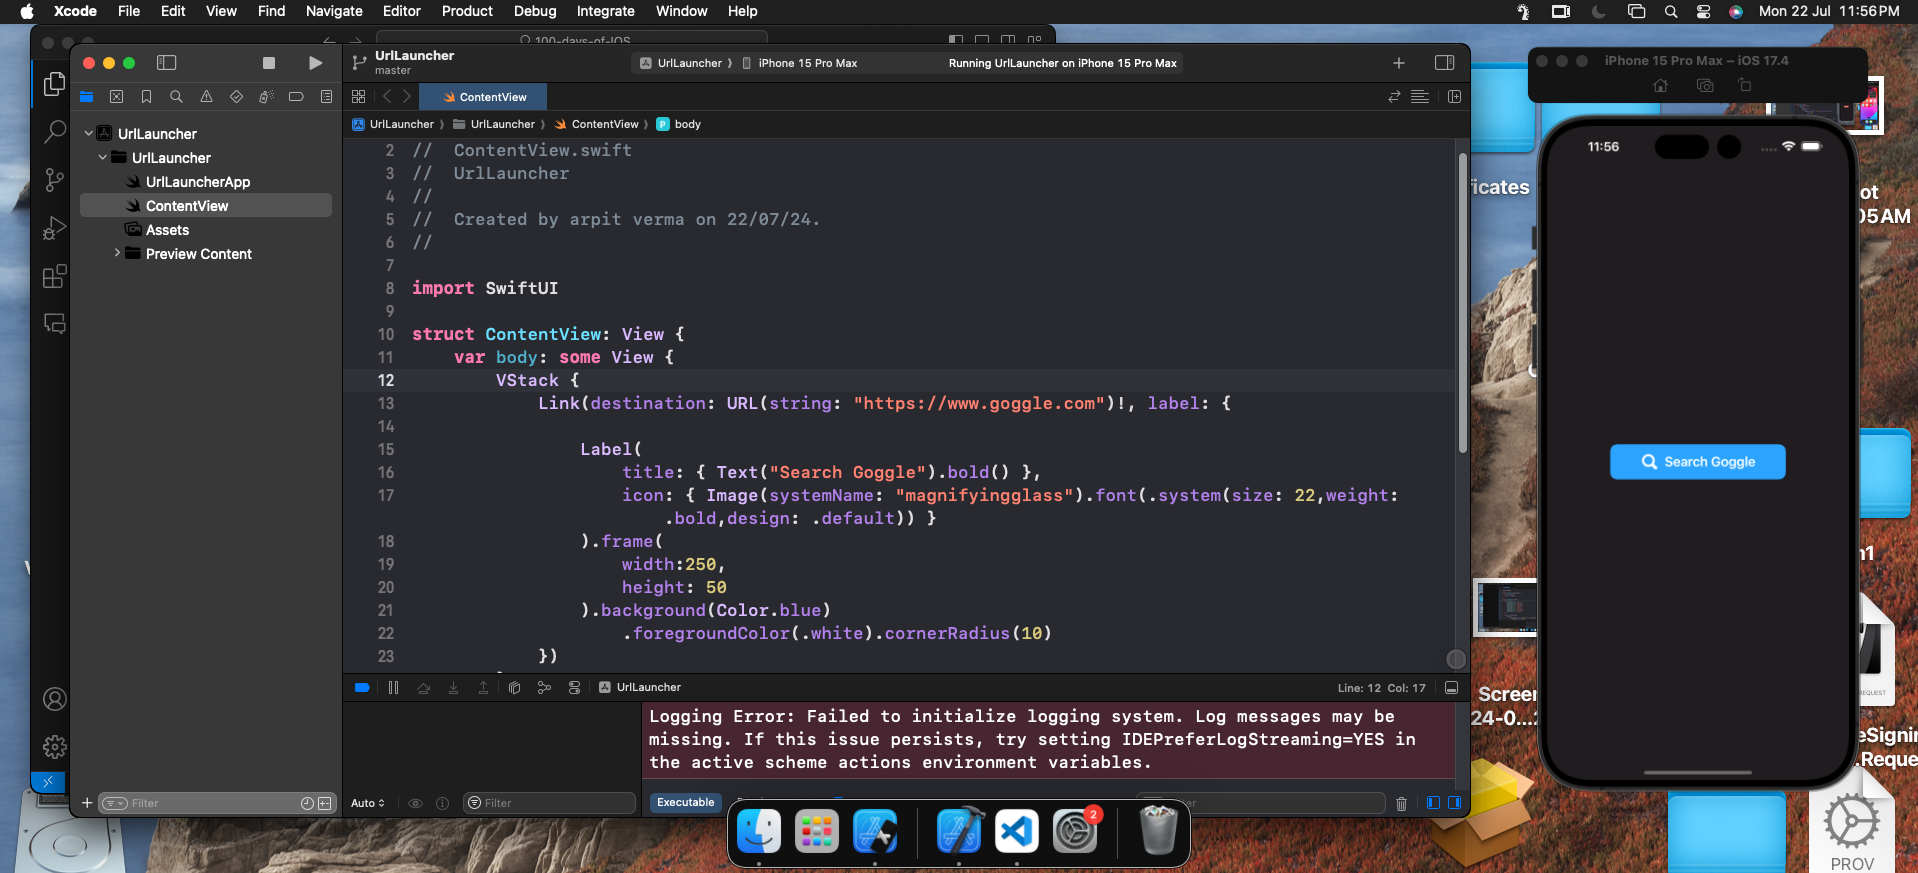 Xcode File Edit View Find Navigate Editor Product Debug Integrate Window Help
Mon 22 Jul 11:56PM
100-days-of-IOS
UrlLauncher
master
UrlLauncher
iPhone 15 Pro Max
Running UrlLauncher on iPhone 15 Pro Max
ContentView
UrlLauncher
UrlLauncher
ContentView
body
UrlLauncher
UrlLauncher
UrlLauncherApp
ContentView
Assets
Preview Content
2 // ContentView.swift
3 // UrlLauncher
4 //
5 // Created by arpit verma on 22/07/24.
6 //
7
8 import SwiftUI
9
10 struct ContentView: View {
11 var body: some View {
12 VStack {
13 Link(destination: URL(string: "https://www.goggle.com")!, label: {
14
15 Label(
16 title: { Text("Search Goggle").bold() },
17 icon: { Image(systemName: "magnifyingglass").font(.system(size: 22,weight:
.bold,design: .default)) }
18 ).frame(
19 width:250,
20 height: 50
21 ).background(Color.blue)
22 .foregroundColor(.white).cornerRadius(10)
23 })
UrlLauncher
Line: 12 Col: 17
Logging Error: Failed to initialize logging system. Log messages may be
missing. If this issue persists, try setting IDEPreferLogStreaming=YES in
the active scheme actions environment variables.
Filter
Auto
Filter
Executable
2
iPhone 15 Pro Max – iOS 17.4
11:56
Search Goggle
ficates
ot
05AM
n1
Screen
24-0...
REQUEST
eSignin
.Reque
PROV